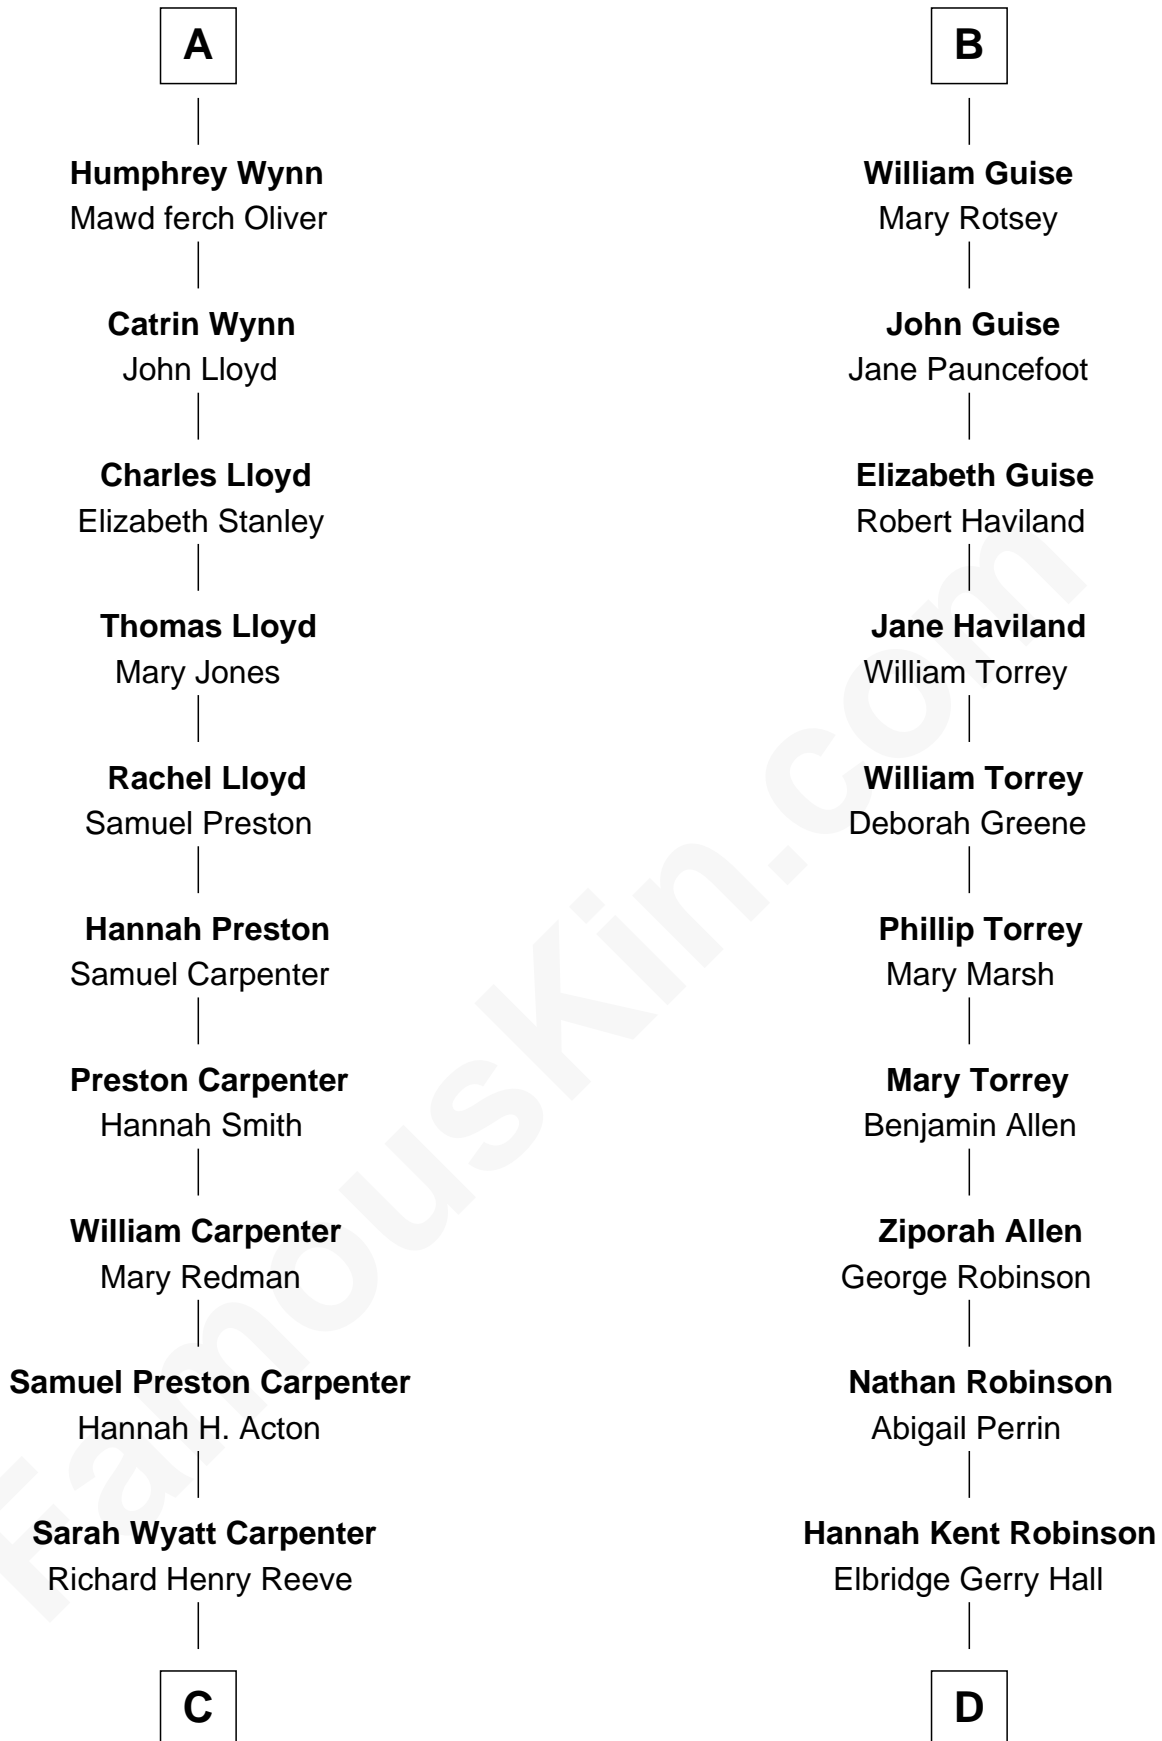 A
Humphrey Wynn
Mawd ferch Oliver
Catrin Wynn
John Lloyd
Charles Lloyd
Elizabeth Stanley
Thomas Lloyd
Mary Jones
Rachel Lloyd
Samuel Preston
Hannah Preston
Samuel Carpenter
Preston Carpenter
Hannah Smith
William Carpenter
Mary Redman
Samuel Preston Carpenter
Hannah H. Acton
Sarah Wyatt Carpenter
Richard Henry Reeve
C
B
William Guise
Mary Rotsey
John Guise
Jane Pauncefoot
Elizabeth Guise
Robert Haviland
Jane Haviland
William Torrey
William Torrey
Deborah Greene
Phillip Torrey
Mary Marsh
Mary Torrey
Benjamin Allen
Ziporah Allen
George Robinson
Nathan Robinson
Abigail Perrin
Hannah Kent Robinson
Elbridge Gerry Hall
D
FamousKin.com